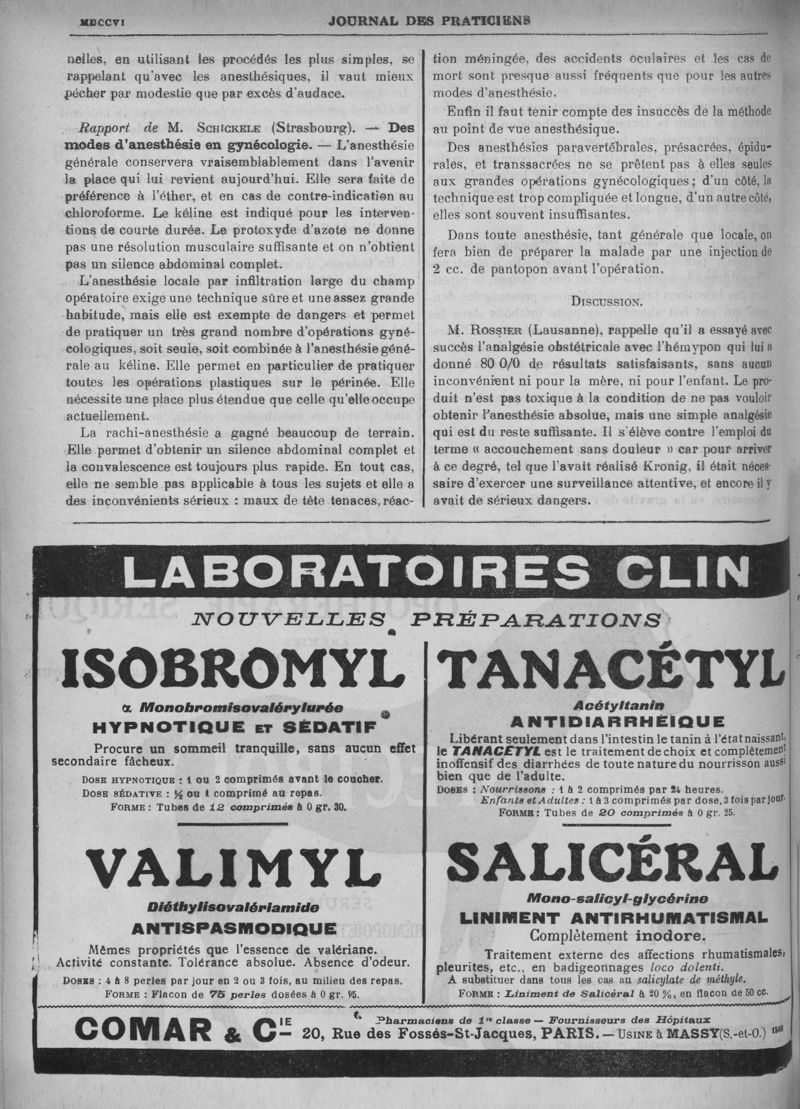 MDCCVI
JOURNAL DES PRATICIENS
nelles, en utilisant les procédés les plus simples, se
rappelant qu'avec les anesthésiques, il vaut mieux
pécher par modestie que par excès d'audace.
Rapport de M. SCHICKELE (Strasbourg). — Des
modes d'anesthésie en gynécologie. — L'anesthésie
générale conservera vraisemblablement dans l'avenir
la place qui lui revient aujourd'hui. Elle sera faite de
préférence à l'éther, et en cas de contre-indication au
chloroforme. Le kéline est indiqué pour les interven-
tions de courte durée. Le protoxyde d'azote ne donne
pas une résolution musculaire suffisante et on n'obtient
pas un silence abdominal complet.
L'anesthésie locale par infiltration large du champ
opératoire exige une technique sûre et une assez grande
habitude, mais elle est exempte de dangers et permet
de pratiquer un très grand nombre d'opérations gyné-
cologiques, soit seule, soit combinée à l'anesthésie géné-
rale au kéline. Elle permet en particulier de pratiquer
toutes les opérations plastiques sur le périnée. Elle
nécessite une place plus étendue que celle qu'elle occupe
actuellement.
La rachi-anesthésie a gagné beaucoup de terrain.
Elle permet d'obtenir un silence abdominal complet et
la convalescence est toujours plus rapide. En tout cas,
elle ne semble pas applicable à tous les sujets et elle a
des inconvénients sérieux : maux de tête tenaces, réac-
tion méningée, des accidents oculaires et les cas de
mort sont presque aussi fréquents que pour les autres
modes d'anesthésie.
Enfin il faut tenir compte des insuccès de la méthode
au point de vue anesthésique.
Des anesthésies paravertébrales, présacrées, épidu-
rales, et transsacrées ne se prêtent pas à elles seules
aux grandes opérations gynécologiques ; d'un côté, la
technique est trop compliquée et longue, d'un autre côté,
elles sont souvent insuffisantes.
Dans toute anesthésie, tant générale que locale, on
fera bien de préparer la malade par une injection de
2 cc. de pantopon avant l'opération.
DISCUSSION.
M. ROSSIER (Lausanne), rappelle qu'il a essayé avec
succès l'analgésie obstétricale avec l'hémypon qui lui a
donné 80 0/0 de résultats satisfaisants, sans aucun
inconvénient ni pour la mère, ni pour l'enfant. Le pro-
duit n'est pas toxique à la condition de ne pas vouloir
obtenir l'anesthésie absolue, mais une simple analgésie
qui est du reste suffisante. Il s'élève contre l'emploi du
terme « accouchement sans douleur » car pour arriver
à ce degré, tel que l'avait réalisé Kronig, il était néces-
saire d'exercer une surveillance attentive, et encore il y
avait de sérieux dangers.
LABORATOIRES CLIN
NOUVELLES PRÉPARATIONS
ISOBROMYL
α Monobromisovalérylurée
HYPNOTIQUE ET SÉDATIF
Procure un sommeil tranquille, sans aucun effet
secondaire fâcheux.
DOSE HYPNOTIQUE : 1 ou 2 comprimés avant le coucher.
DOSE SÉDATIVE : ½ ou 1 comprimé au repas.
FORME : Tubes de 12 comprimés à 0 gr. 30.
TANACÉTYL
Acétyltanin
ANTIDIARRHÉIQUE
Libérant seulement dans l'intestin le tanin à l'état naissant,
le TANACÉTYL est le traitement de choix et complètement
inoffensif des diarrhées de toute nature du nourrisson aussi
bien que de l'adulte.
DOSES : Nourrissons : 1 à 2 comprimés par 24 heures.
Enfants et Adultes : 1 à 3 comprimés par dose, 3 fois par jour.
FORME : Tubes de 20 comprimés à 0 gr. 25.
VALIMYL
Diéthylisovalériamide
ANTISPASMODIQUE
Mêmes propriétés que l'essence de valériane.
Activité constante. Tolérance absolue. Absence d'odeur.
DOSES : 4 à 8 perles par jour en 2 ou 3 fois, au milieu des repas.
FORME : Flacon de 75 perles dosées à 0 gr.
SALICÉRAL
Mono-salicyl-glycérine
LINIMENT ANTIRHUMATISMAL
Complètement inodore.
Traitement externe des affections rhumatismales,
pleurites, etc., en badigeonnages loco dolenti.
A substituer dans tous les cas au salicylate de méthyle.
FORME : Liniment de Salicéral à 20 %, en flacon de 50 cc.
COMAR & CIE
Pharmaciens de 1re classe — Fournisseurs des Hôpitaux
20, Rue des Fossés-St-Jacques, PARIS. — USINE à MASSY (S.-et-O.)